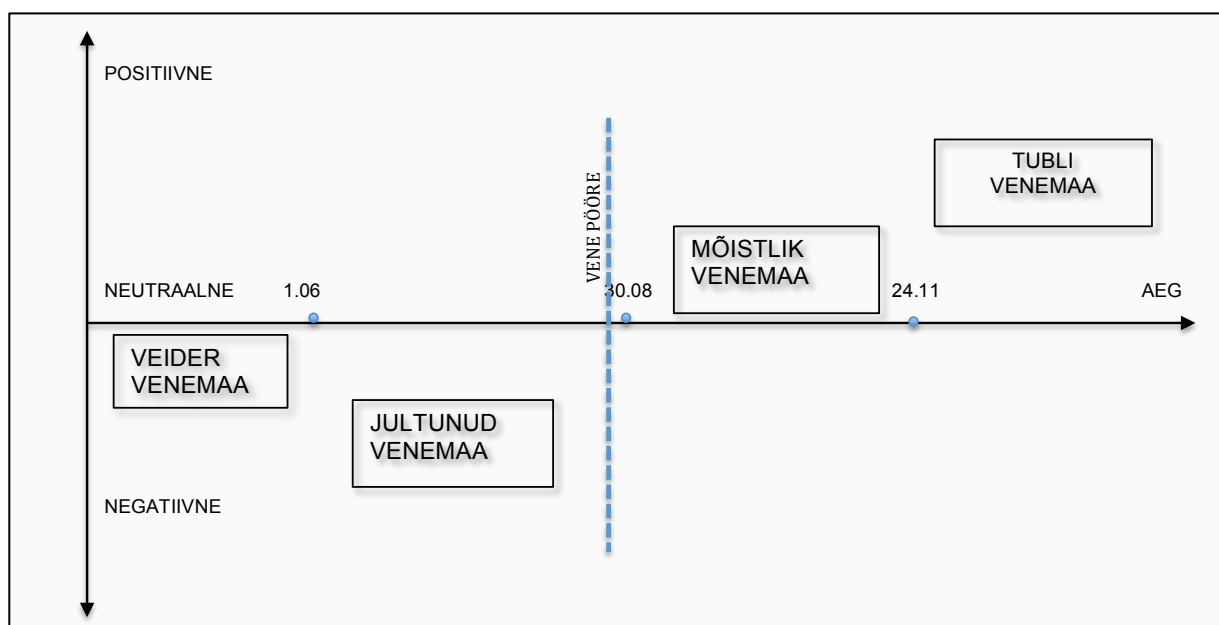 POSITIIVNE
TUBLI
VENEMAA
VENE PÖÖRE
MÕISTLIK
VENEMAA
NEUTRAALNE 1.06 30.08 24.11 AEG
VEIDER
VENEMAA
JULTUNUD
VENEMAA
NEGATIIVNE